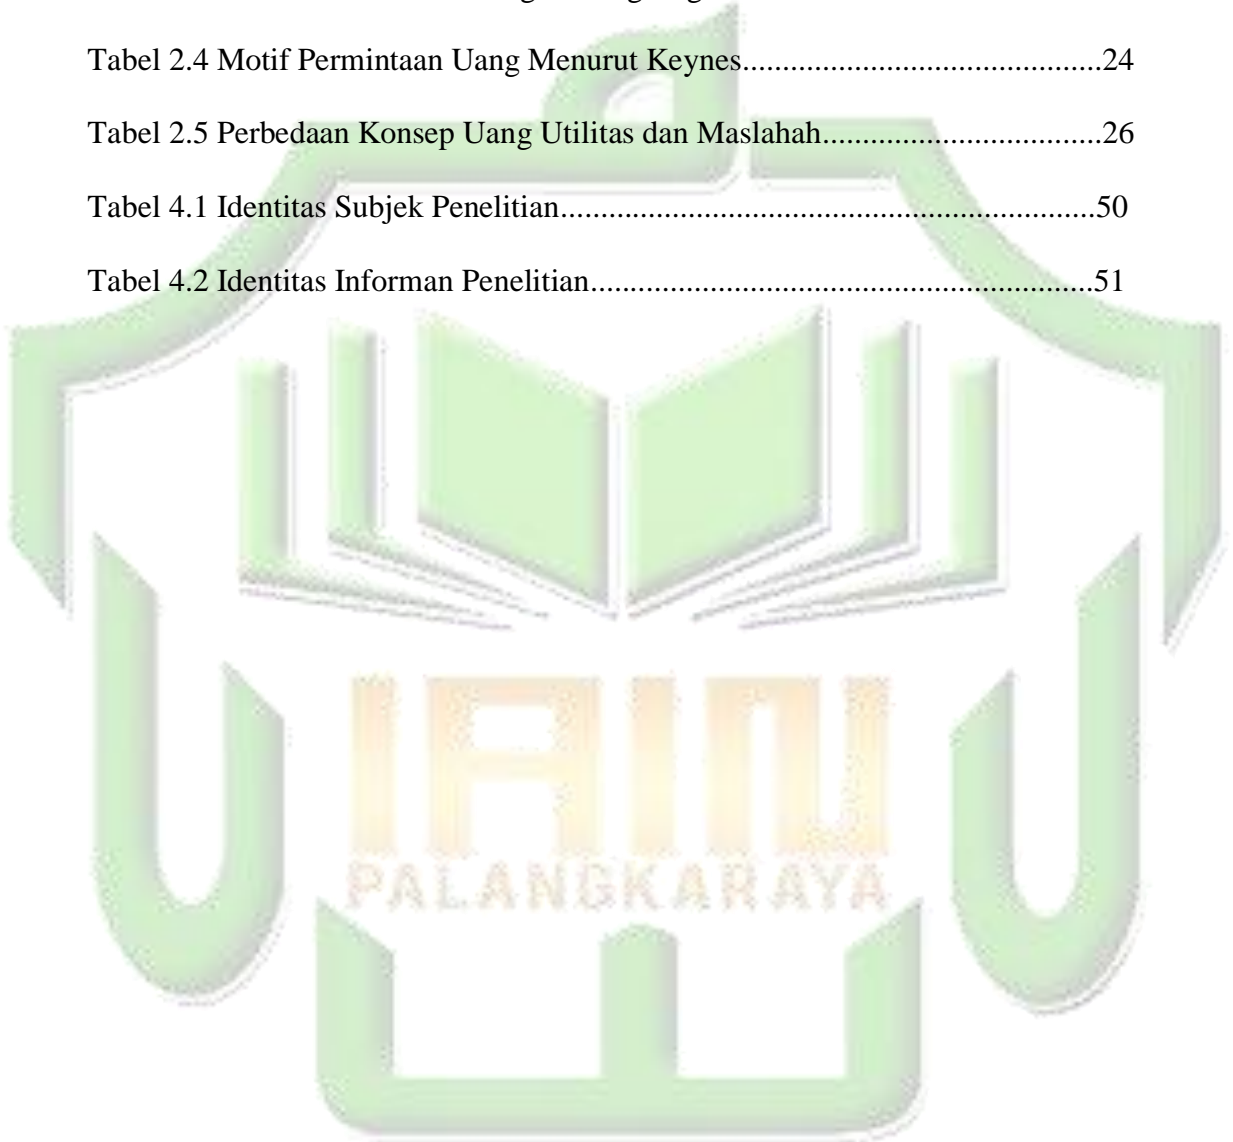 Tabel 2.4 Motif Permintaan Uang Menurut Keynes.............................................24
Tabel 2.5 Perbedaan Konsep Uang Utilitas dan Maslahah...................................26
Tabel 4.1 Identitas Subjek Penelitian...................................................................50
Tabel 4.2 Identitas Informan Penelitian...............................................................51
IAIN
PALANGKARAYA